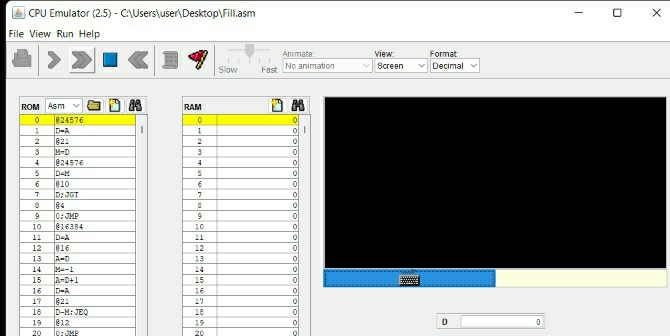 CPU Emulator (2.5) - C:\Users\user\Desktop\Fill.asm
File View Run Help
Slow Fast
Animate:
No animation
View:
Screen
Format:
Decimal
ROM Asm
0 @24576
1 D=A
2 @21
3 M=D
4 @24576
5 D=M
6 @10
7 D;JGT
8 @4
9 0;JMP
10 @16384
11 D=A
12 @16
13 A=D
14 M=-1
15 A=D+1
16 D=A
17 @21
18 D-M;JEQ
19 @12
20 0;JMP
RAM
0 0
1 0
2 0
3 0
4 0
5 0
6 0
7 0
8 0
9 0
10 0
11 0
12 0
13 0
14 0
15 0
16 0
17 0
18 0
19 0
20 0
D 0